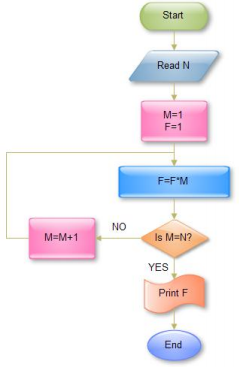 Start
Read N
M=1
F=1
F=F*M
NO
Is M=N?
M=M+1
YES
Print F
End